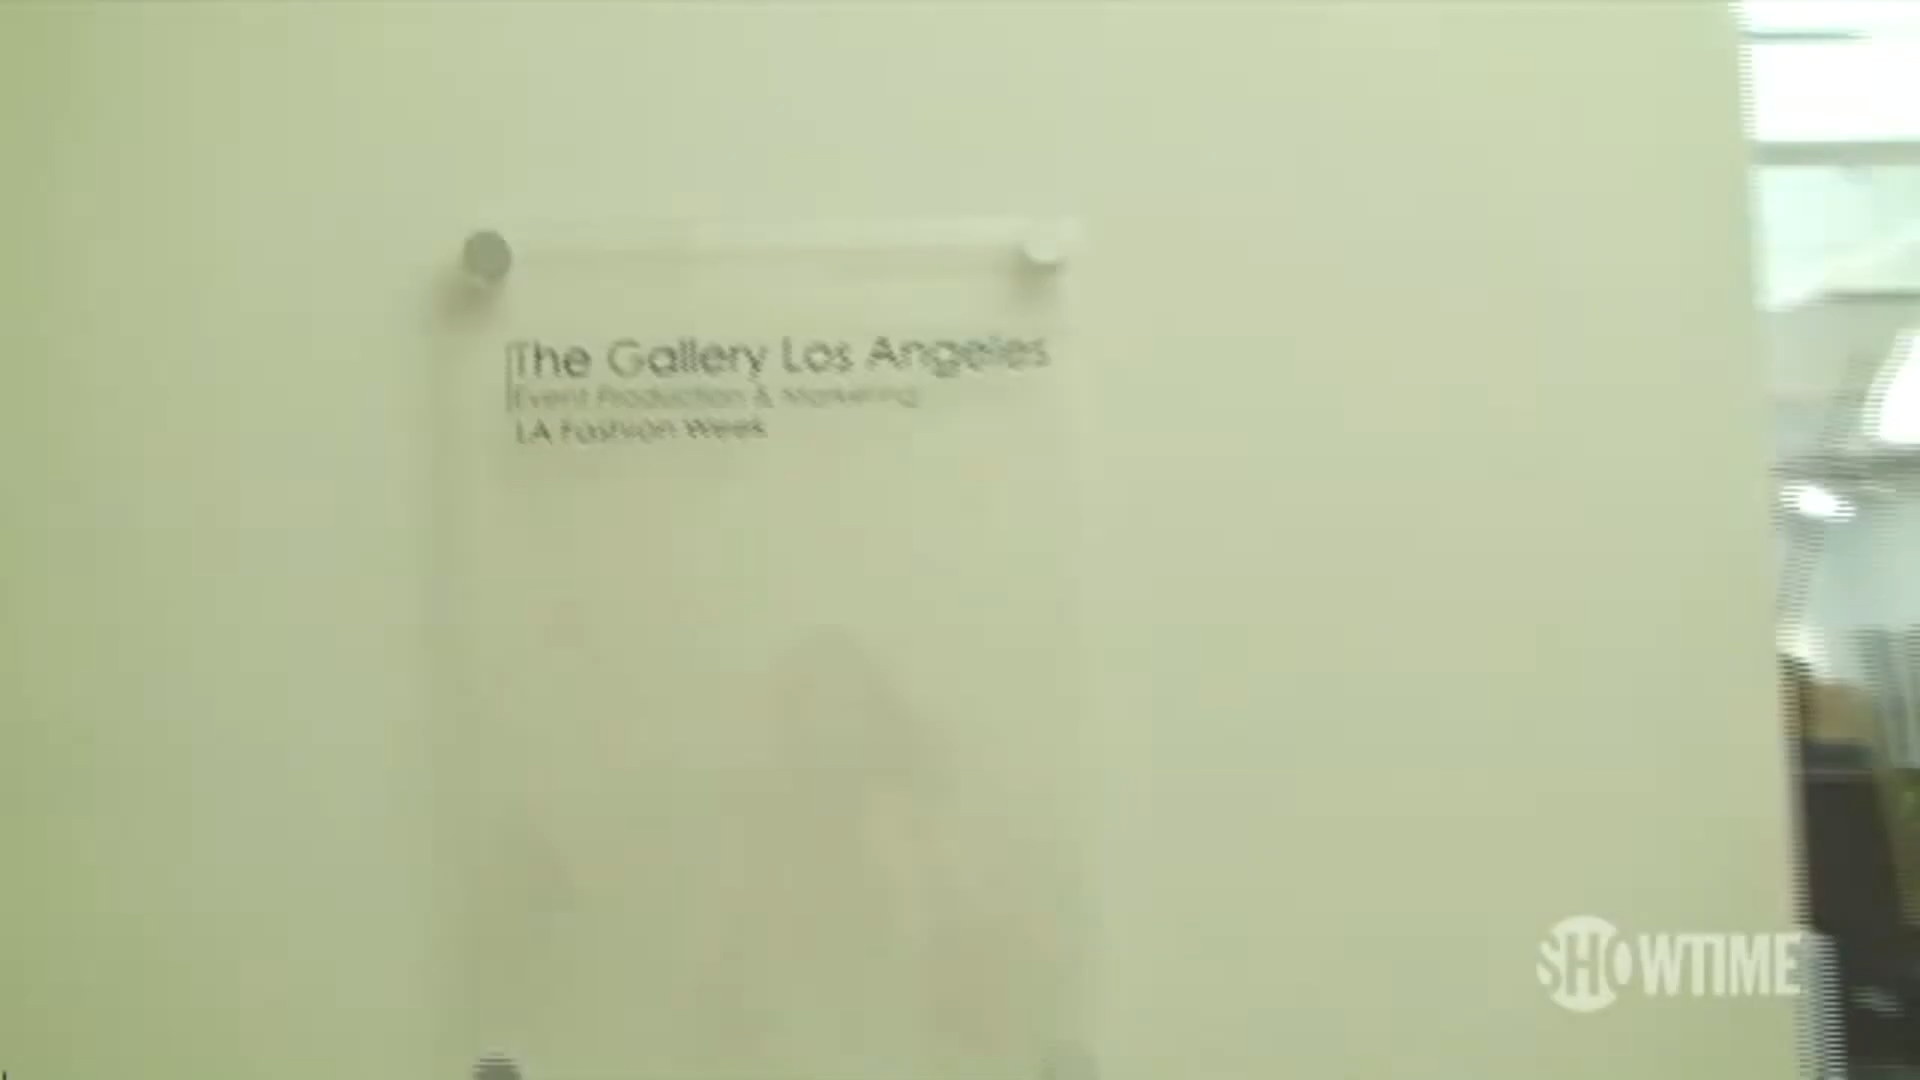 The Gallery Los Angeles
Event Production & Marketing
LA Fashion Week
SHOWTIME